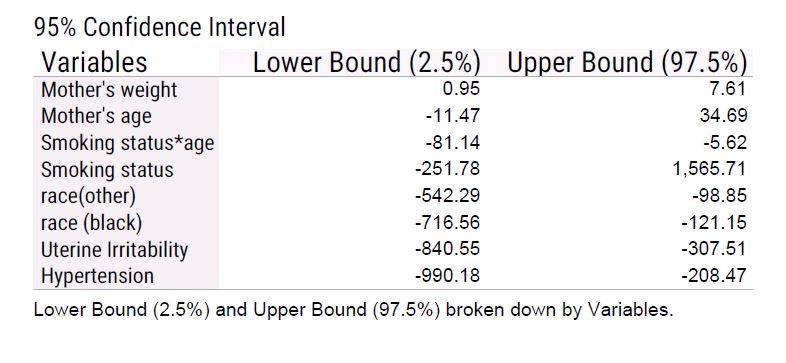 95% Confidence Interval
Variables Lower Bound (2.5%) Upper Bound (97.5%)
Mother's weight 0.95 7.61
Mother's age -11.47 34.69
Smoking status*age -81.14 -5.62
Smoking status -251.78 1,565.71
race(other) -542.29 -98.85
race (black) -716.56 -121.15
Uterine Irritability -840.55 -307.51
Hypertension -990.18 -208.47
Lower Bound (2.5%) and Upper Bound (97.5%) broken down by Variables.